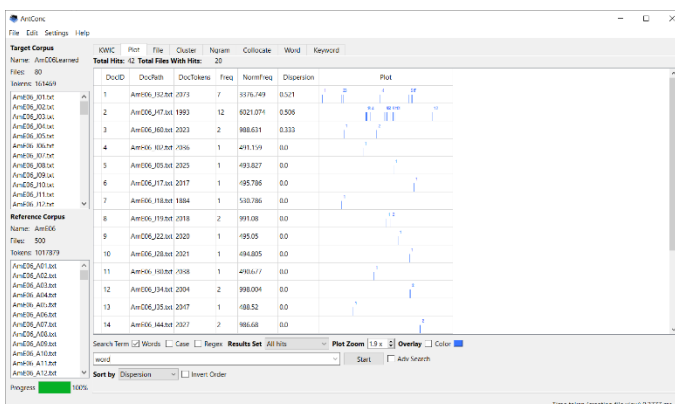 AntConc
File Edit Settings Help
Target Corpus
Name: AmE06Learned
Files: 80
Tokens: 161469
AmE06_J01.txt
AmE06_J02.txt
AmE06_J03.txt
AmE06_J04.txt
AmE06_J05.txt
AmE06_J06.txt
AmE06_J07.txt
AmE06_J08.txt
AmE06_J09.txt
AmE06_J10.txt
AmE06_J11.txt
AmE06_J12.txt
Reference Corpus
Name: AmE06
Files: 500
Tokens: 1017879
AmE06_A01.txt
AmE06_A02.txt
AmE06_A03.txt
AmE06_A04.txt
AmE06_A05.txt
AmE06_A06.txt
AmE06_A07.txt
AmE06_A08.txt
AmE06_A09.txt
AmE06_A10.txt
AmE06_A11.txt
AmE06_A12.txt
Progress 100%
KWIC Plot File Cluster Ngram Collocate Word Keyword
Total Hits: 42 Total Files With Hits: 20
DocID DocPath DocTokens Freq NormFreq Dispersion Plot
1 AmE06_J32.txt 2073 7 3376.749 0.521
2 AmE06_J47.txt 1993 12 6021.074 0.506
3 AmE06_J60.txt 2023 2 988.631 0.333
4 AmE06_J02.txt 2036 1 491.159 0.0
5 AmE06_J05.txt 2025 1 493.827 0.0
6 AmE06_J17.txt 2017 1 495.786 0.0
7 AmE06_J18.txt 1884 1 530.786 0.0
8 AmE06_J19.txt 2018 2 991.08 0.0
9 AmE06_J22.txt 2020 1 495.05 0.0
10 AmE06_J28.txt 2021 1 494.805 0.0
11 AmE06_J30.txt 2038 1 490.677 0.0
12 AmE06_J34.txt 2004 2 998.004 0.0
13 AmE06_J35.txt 2047 1 488.52 0.0
14 AmE06_J44.txt 2027 2 986.68 0.0
Search Term Words Case Regex Results Set All hits Plot Zoom 1.9 x Overlay Color
word Start Adv Search
Sort by Dispersion Invert Order